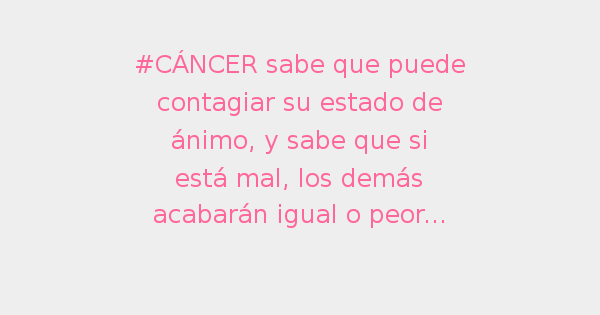 #CÁNCER sabe que puede
contagiar su estado de
ánimo, y sabe que si
está mal, los demás
acabarán igual o peor...